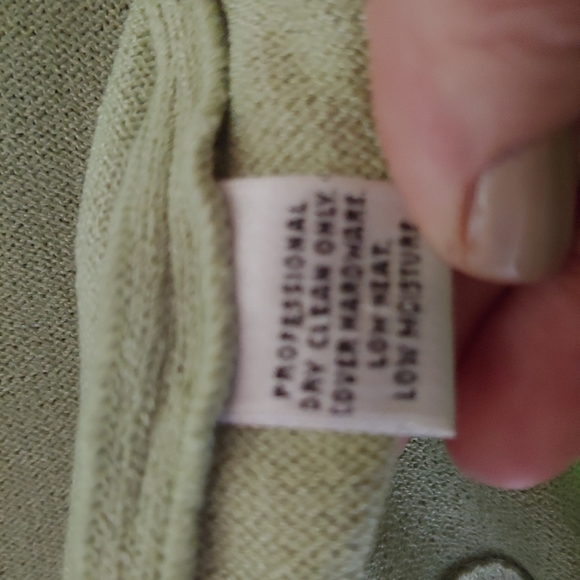 PROFESSIONAL
DRY CLEAN ONLY.
COVER HARDWARE.
LOW HEAT.
LOW MOISTURE